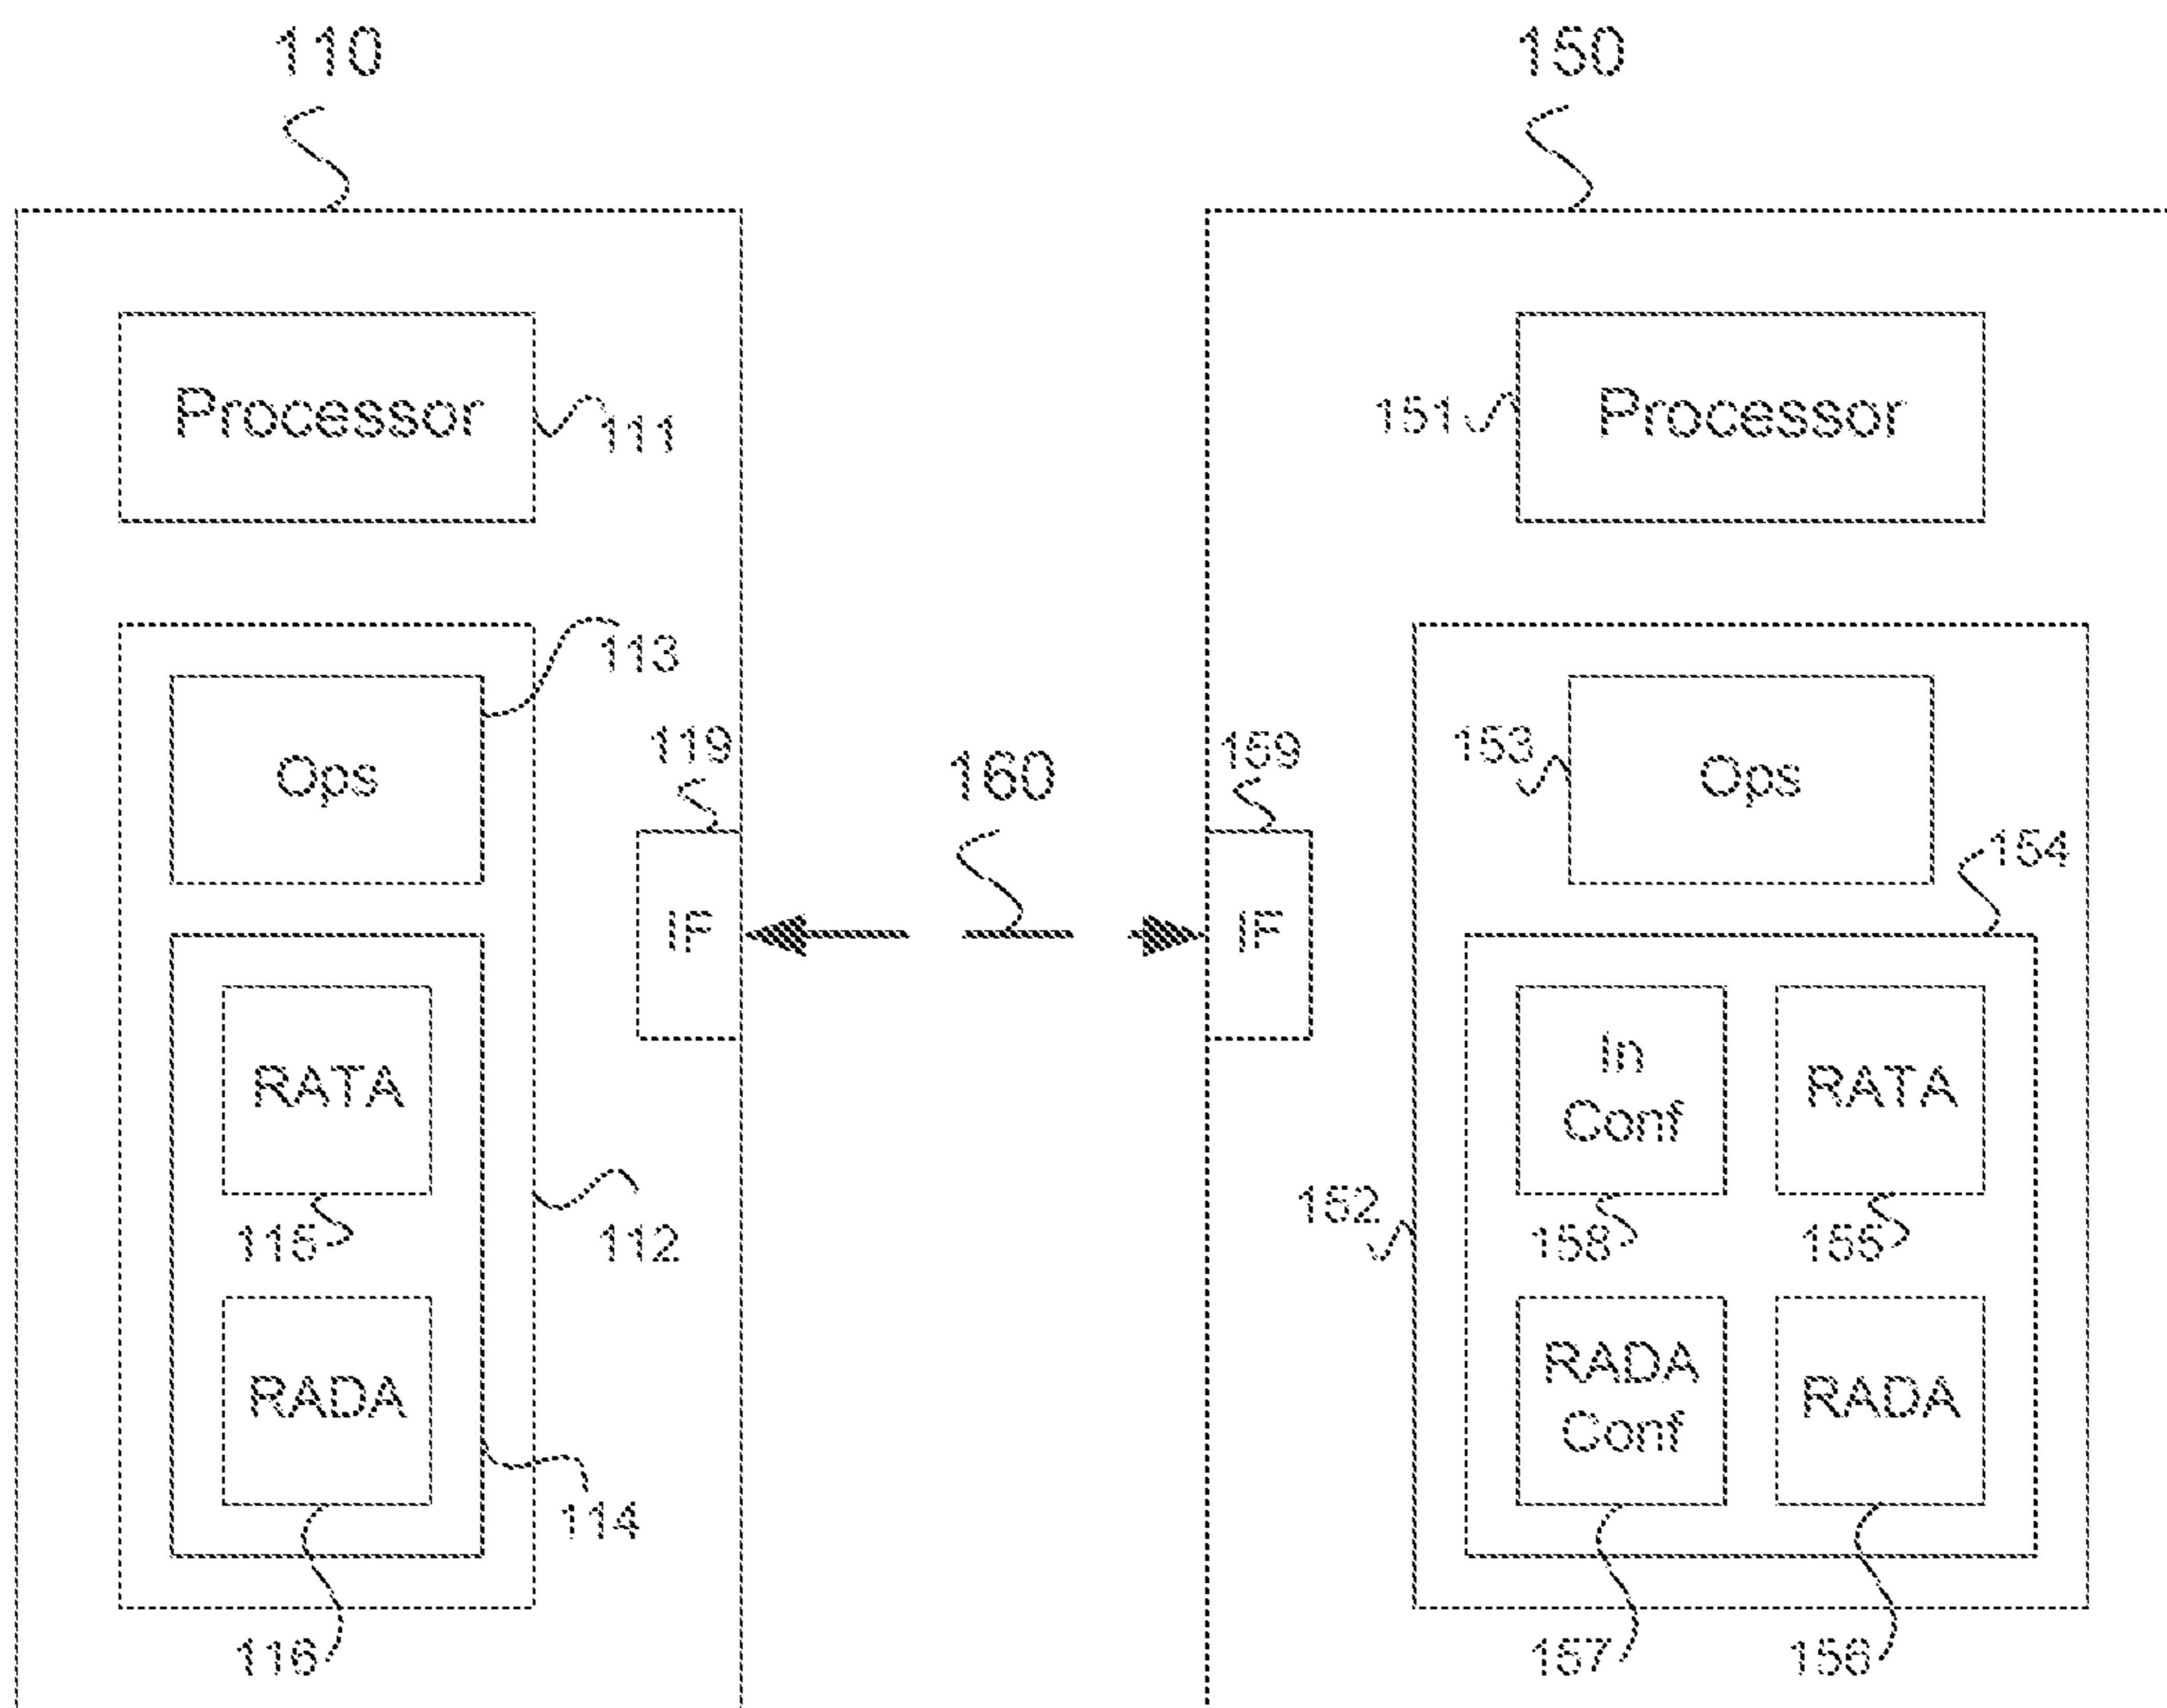 110
150
Processor
111
151
Processor
113
Ops
119
160
159
153
Ops
154
IF
IF
RATA
115
112
152
In
Conf
158
RATA
155
RADA
114
RADA
Conf
RADA
116
157
156